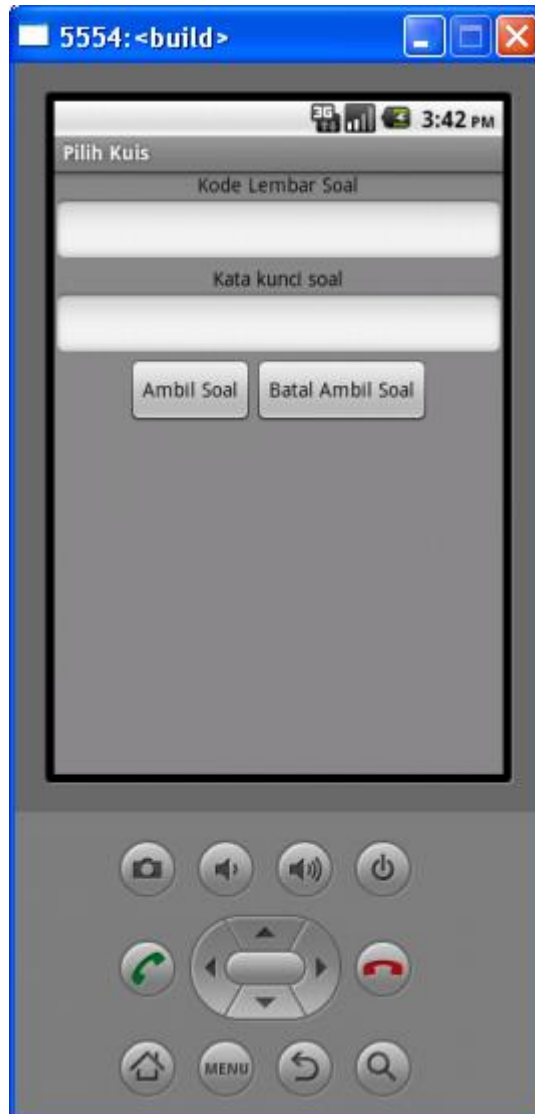 5554:<build>
3G 3:42 PM
Pilih Kuis
Kode Lembar Soal
Kata kunci soal
Ambil Soal Batal Ambil Soal
MENU